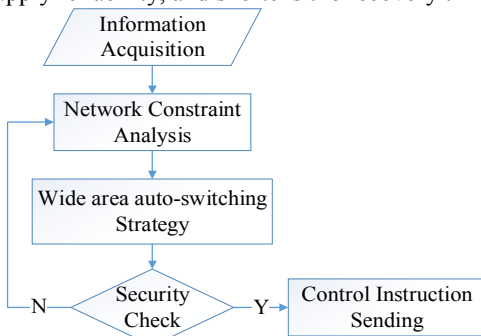 Information
Acquisition
Network Constraint
Analysis
Wide area auto-switching
Strategy
Security
Check
N
Y
Control Instruction
Sending